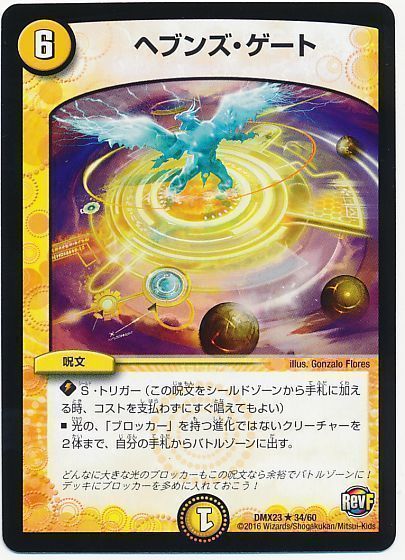 6
ヘブンズ・ゲート
呪文
illus. Gonzalo Flores
S・トリガー(この呪文をシールドゾーンから手札に加え
る時、コストを支払わずにすぐ唱えてもよい)
■ 光の、「ブロッカー」を持つ進化ではないクリーチャーを
2体まで、自分の手札からバトルゾーンに出す。
どんなに大きな光のブロッカーもこの呪文なら余裕でバトルゾーンに!
デッキにブロッカーを多めに入れておこう!
RevF
1
DMX23 ★ 34/60
©2016 Wizards/Shogakukan/Mitsui-Kids